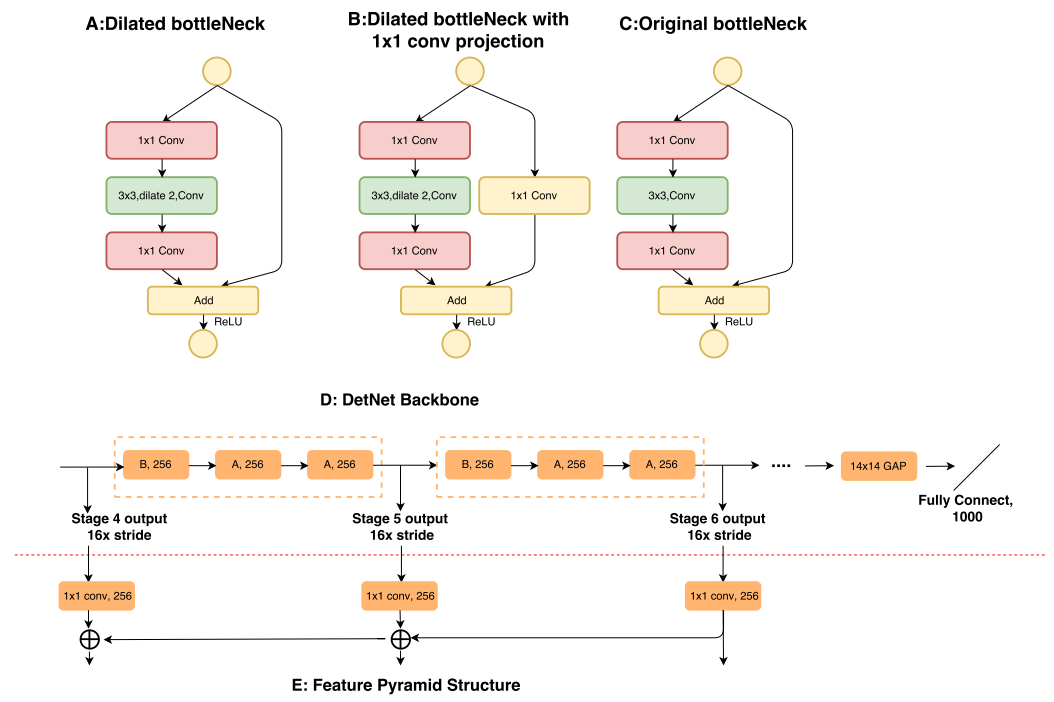 A:Dilated bottleNeck
B:Dilated bottleNeck with
1x1 conv projection
C:Original bottleNeck
1x1 Conv
3x3,dilate 2,Conv
1x1 Conv
Add
ReLU
1x1 Conv
3x3,dilate 2,Conv
1x1 Conv
1x1 Conv
Add
ReLU
1x1 Conv
3x3,Conv
1x1 Conv
Add
ReLU
D: DetNet Backbone
B, 256
A, 256
A, 256
B, 256
A, 256
A, 256
....
14x14 GAP
Fully Connect,
1000
Stage 4 output
16x stride
Stage 5 output
16x stride
Stage 6 output
16x stride
1x1 conv, 256
1x1 conv, 256
1x1 conv, 256
E: Feature Pyramid Structure